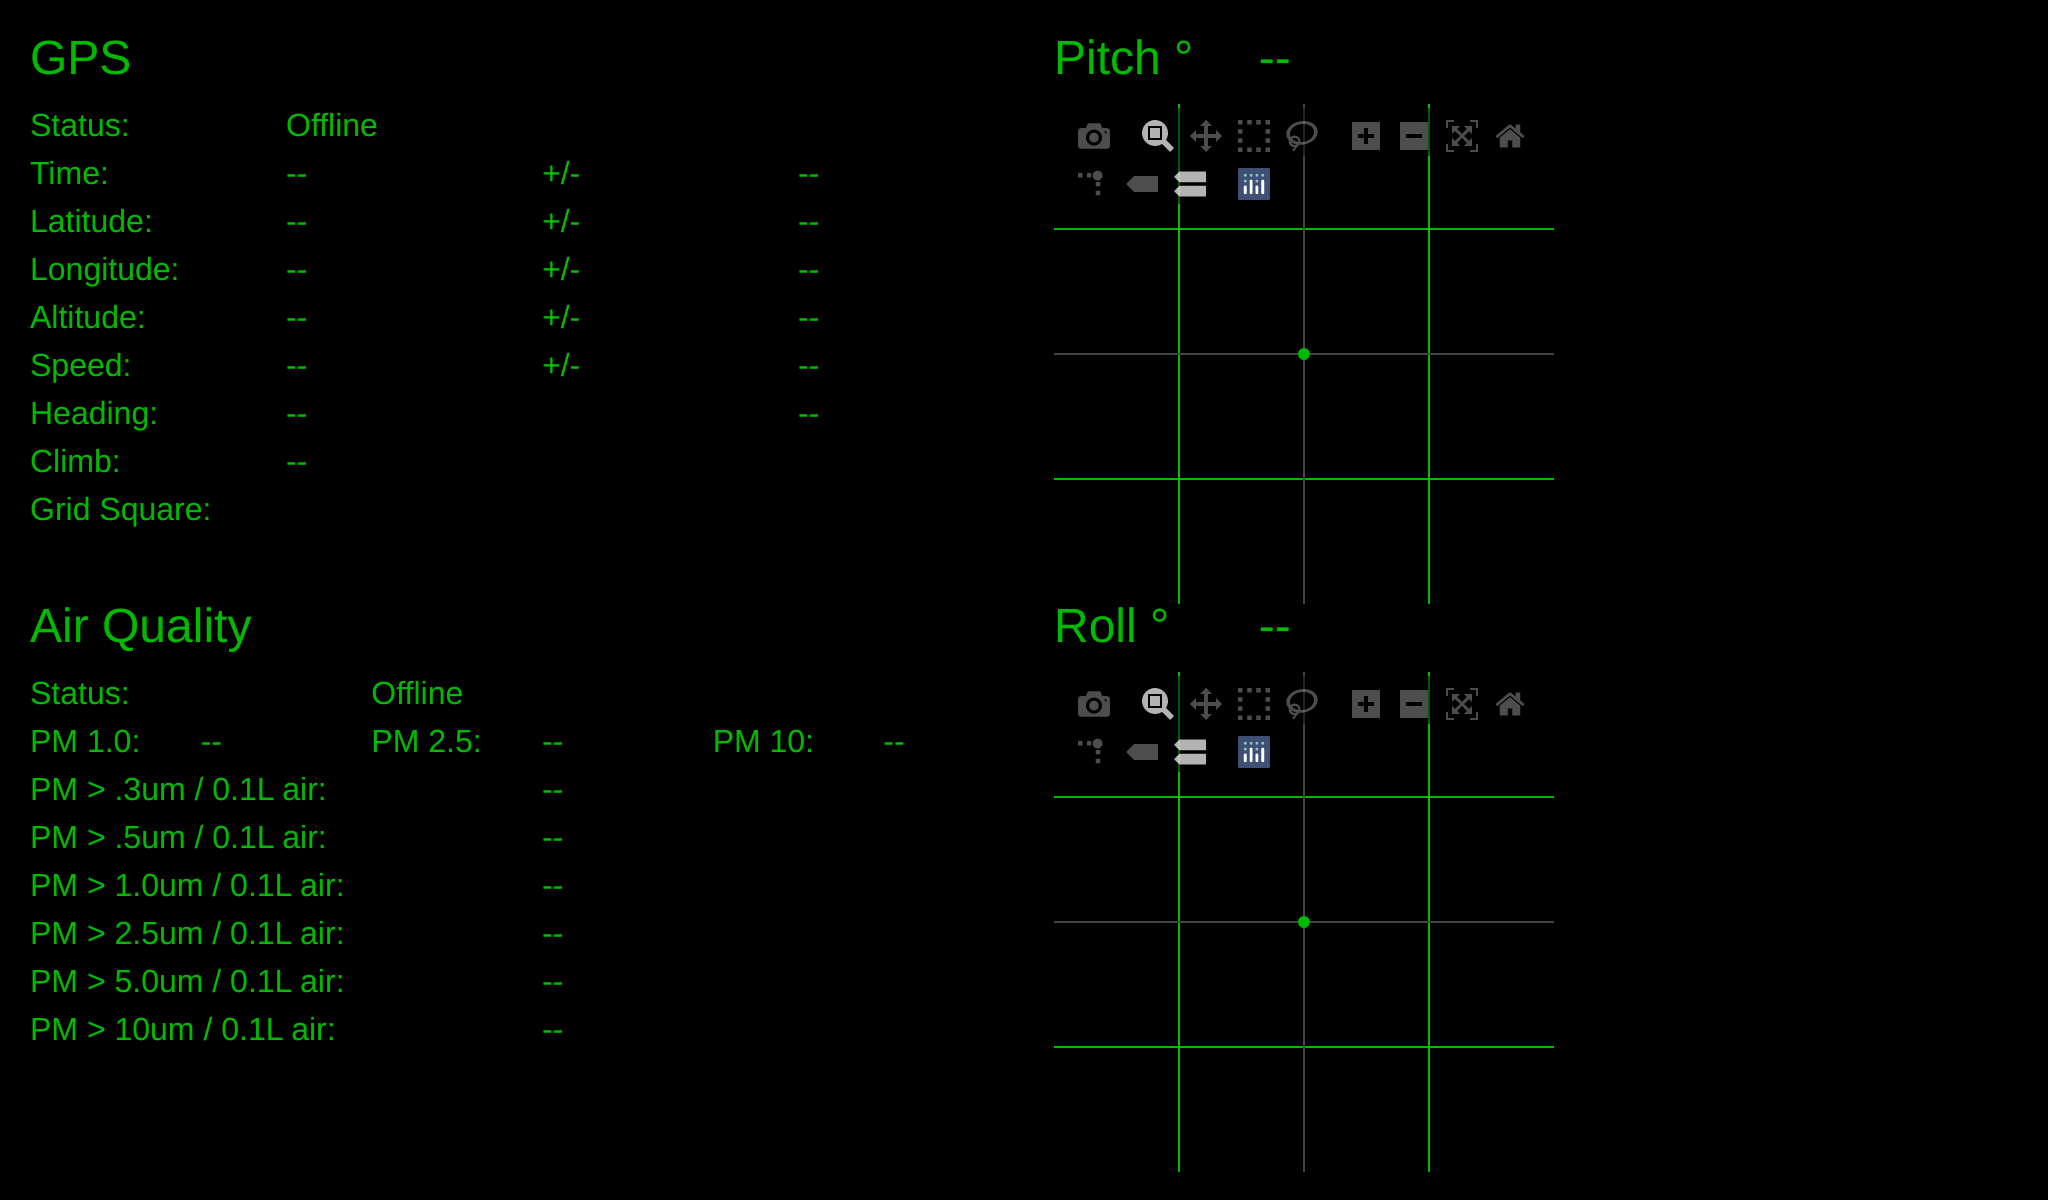 GPS
Status: Offline
Time: -- +/- --
Latitude: -- +/- --
Longitude: -- +/- --
Altitude: -- +/- --
Speed: -- +/- --
Heading: -- --
Climb: --
Grid Square:
Pitch ° --
Air Quality
Status: Offline
PM 1.0: -- PM 2.5: -- PM 10: --
PM > .3um / 0.1L air: --
PM > .5um / 0.1L air: --
PM > 1.0um / 0.1L air: --
PM > 2.5um / 0.1L air: --
PM > 5.0um / 0.1L air: --
PM > 10um / 0.1L air: --
Roll ° --